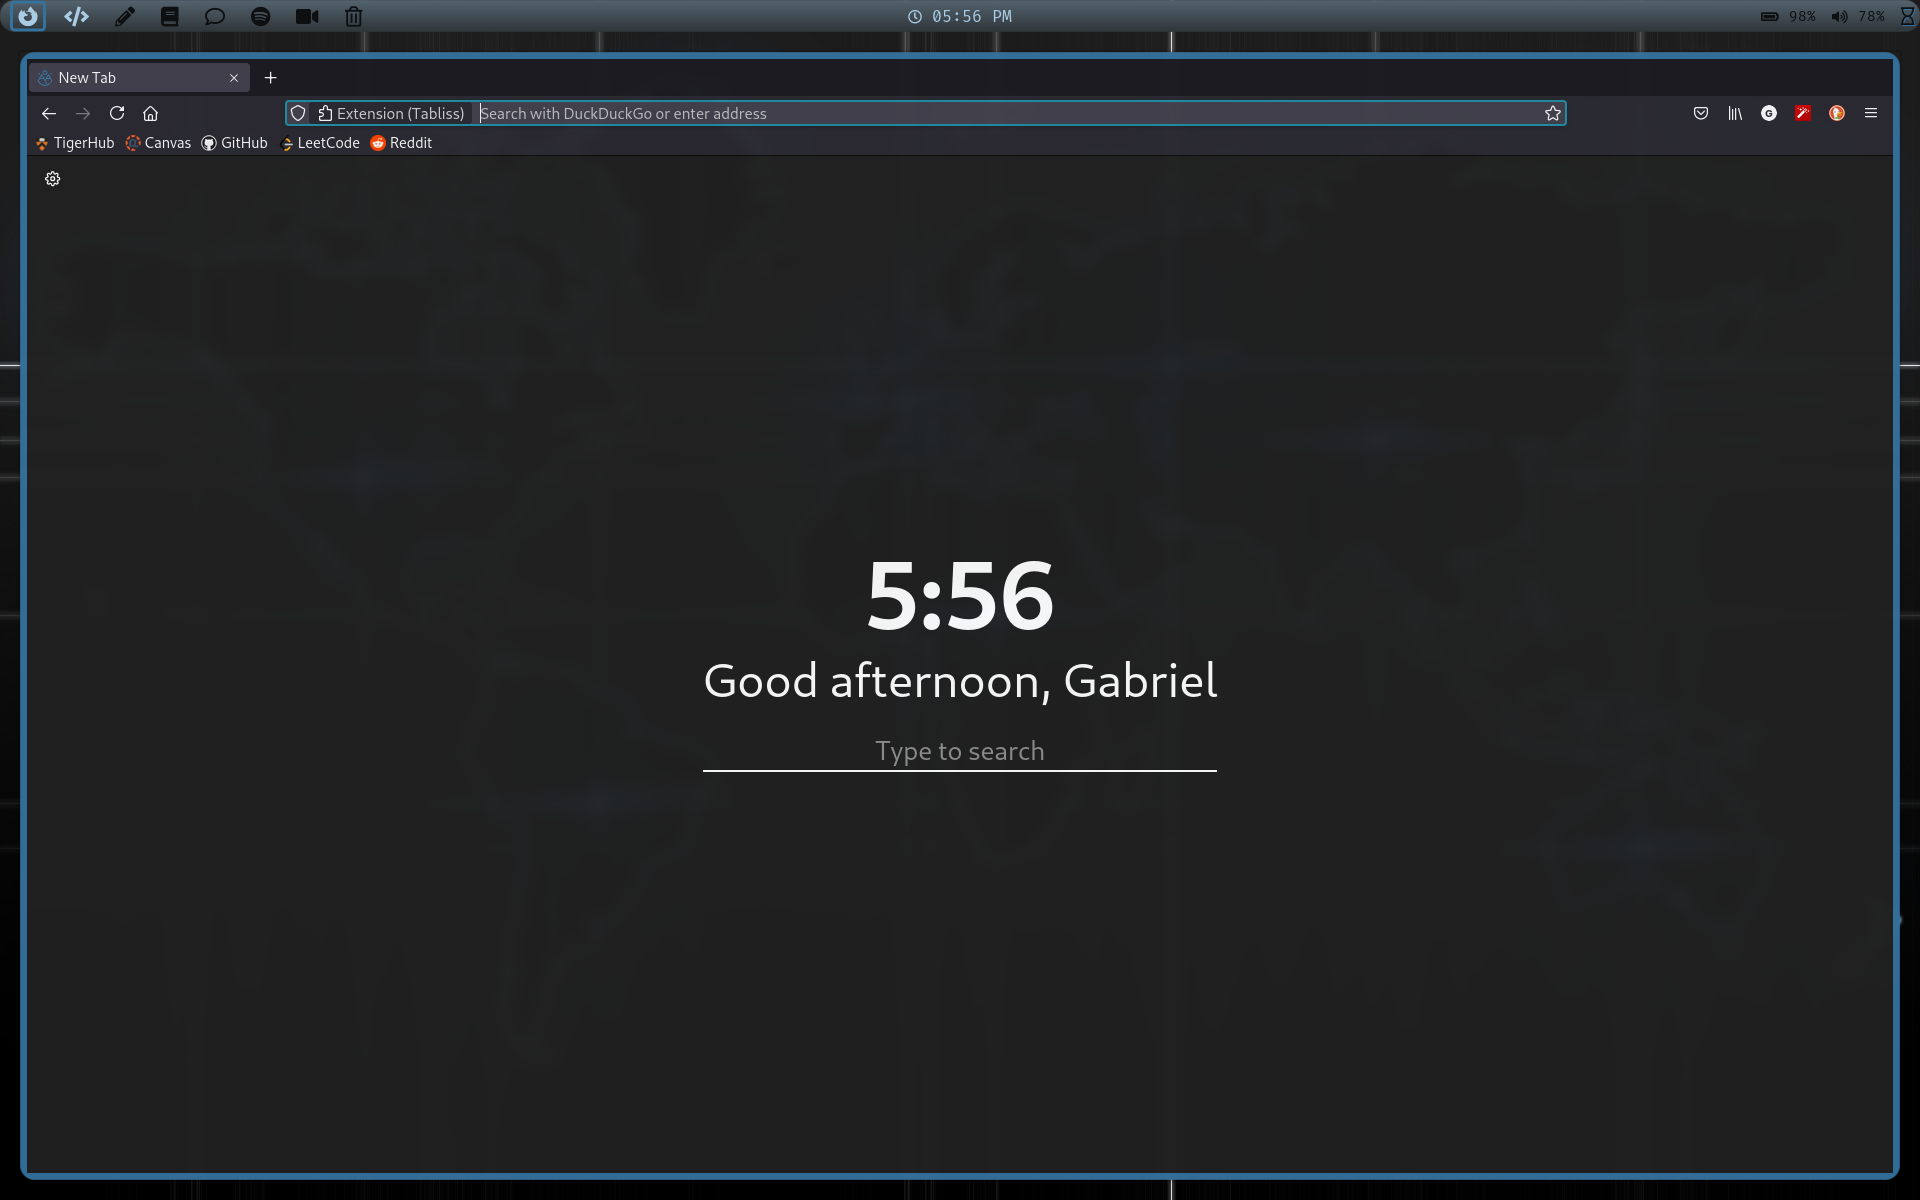 05:56 PM
98% 78%
New Tab
Extension (Tabliss) Search with DuckDuckGo or enter address
TigerHub Canvas GitHub LeetCode Reddit
5:56
Good afternoon, Gabriel
Type to search